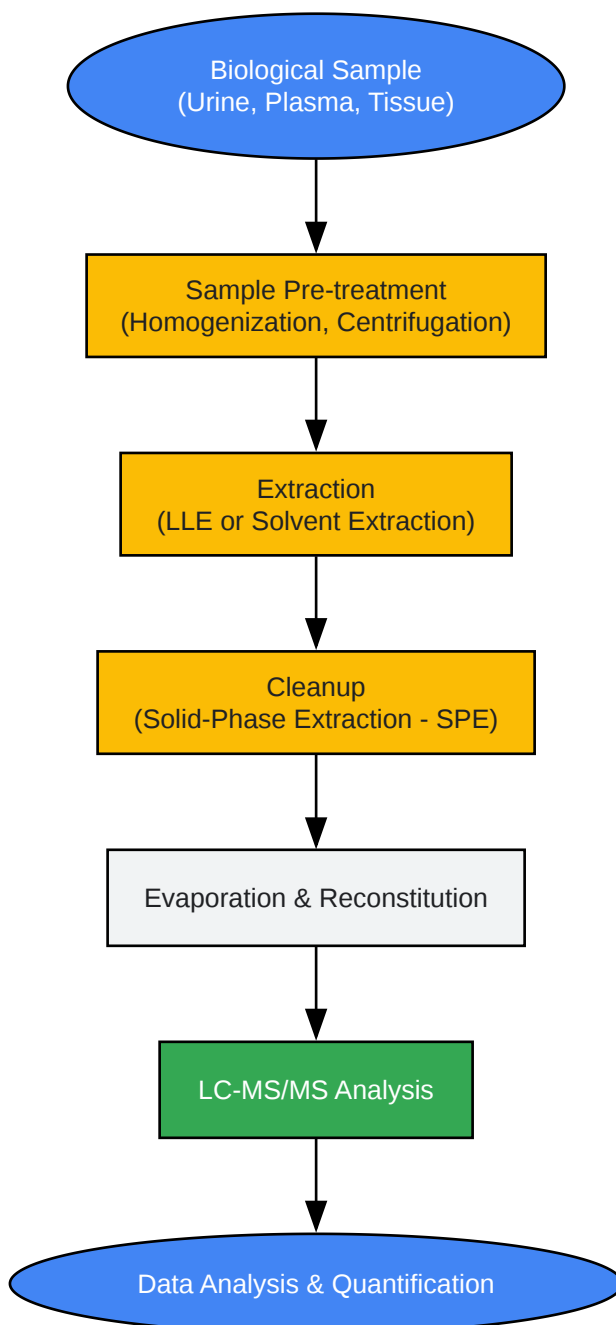 Biological Sample
(Urine, Plasma, Tissue)
Sample Pre-treatment
(Homogenization, Centrifugation)
Extraction
(LLE or Solvent Extraction)
Cleanup
(Solid-Phase Extraction - SPE)
Evaporation & Reconstitution
LC-MS/MS Analysis
Data Analysis & Quantification